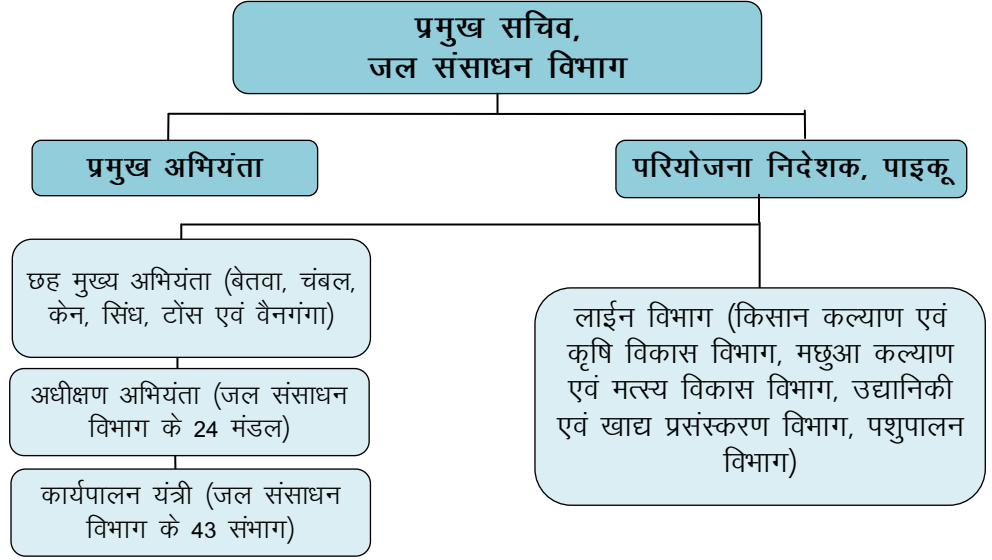 प्रमुख सचिव,
जल संसाधन विभाग
प्रमुख अभियंता
परियोजना निदेशक, पाइकू
छह मुख्य अभियंता (बेतवा, चंबल,
केन, सिंध, टोंस एवं वैनगंगा)
अधीक्षण अभियंता (जल संसाधन
विभाग के 24 मंडल)
कार्यपालन यंत्री (जल संसाधन
विभाग के 43 संभाग)
लाईन विभाग (किसान कल्याण एवं
कृषि विकास विभाग, मछुआ कल्याण
एवं मत्स्य विकास विभाग, उद्यानिकी
एवं खाद्य प्रसंस्करण विभाग, पशुपालन
विभाग)